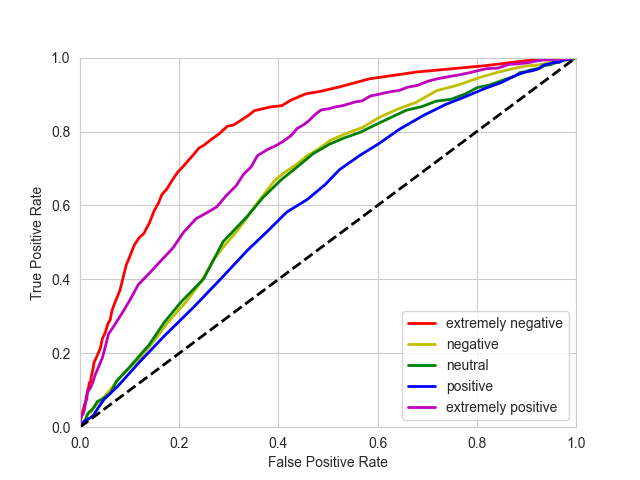 1.0
0.8
0.6
0.4
0.2
0.0
True Positive Rate
extremely negative
negative
neutral
positive
extremely positive
0.0 0.2 0.4 0.6 0.8 1.0
False Positive Rate